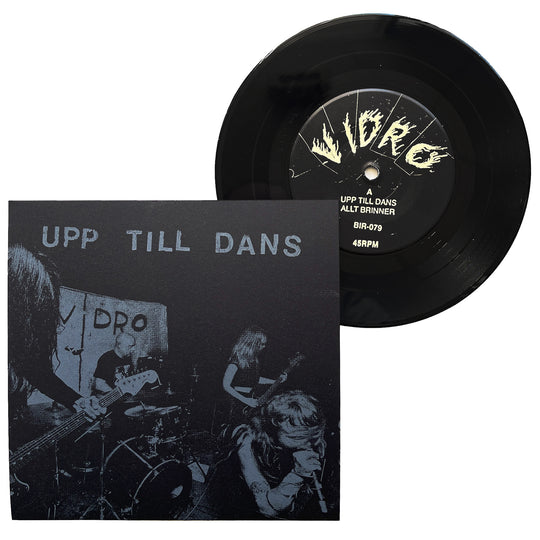 UPP TILL DANS
VIDRO
VIDRO
A
UPP TILL DANS
ALLT BRINNER
BIR-079
45RPM